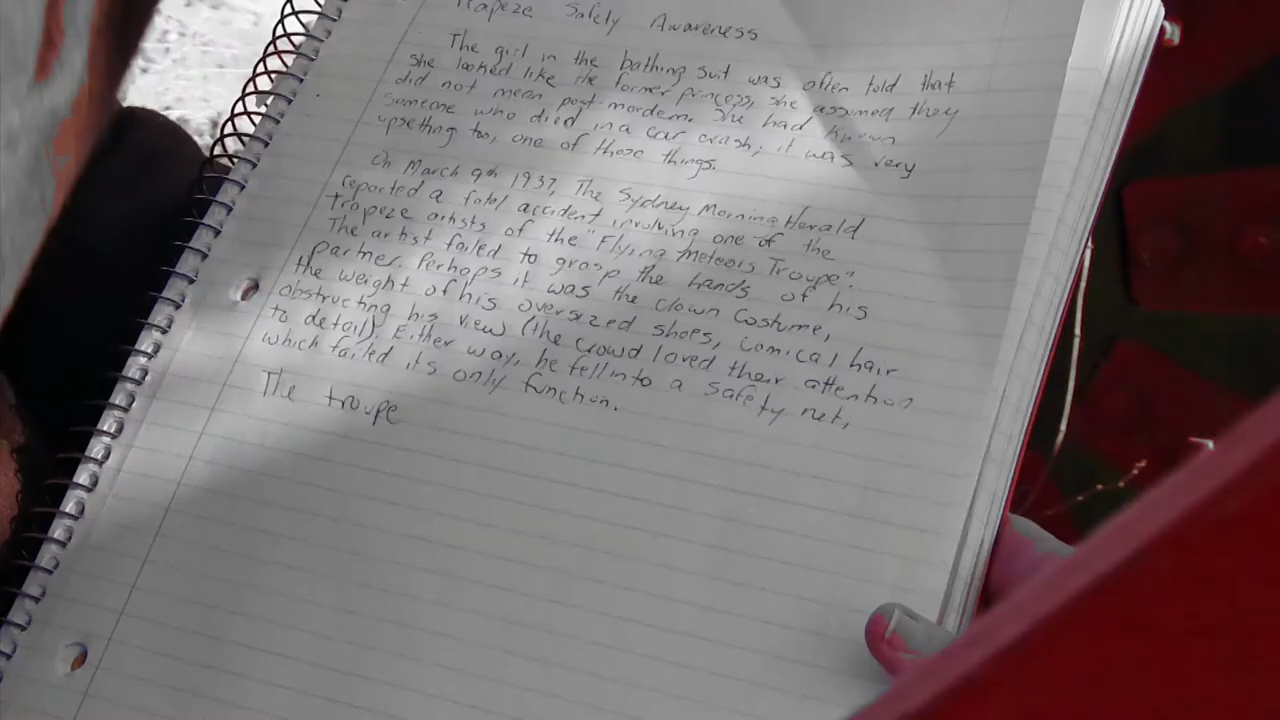 Trapeze Safety Awareness
The girl in the bathing suit was often told that
she looked like the former princess, she assumed they
did not mean post-mordem. She had known
someone who died in a car crash; it was very
upsetting too, one of those things.
On March 9th 1937, The Sydney Morning Herald
reported a fatal accident involving one of the
trapeze artists of the "Flying Meteors Troupe".
The artist failed to grasp the hands of his
partner. Perhaps it was the clown costume,
the weight of his oversized shoes, comical hair
obstructing his view (the crowd loved their attention
to detail). Either way, he fell into a safety net,
which failed it's only function.
The troupe